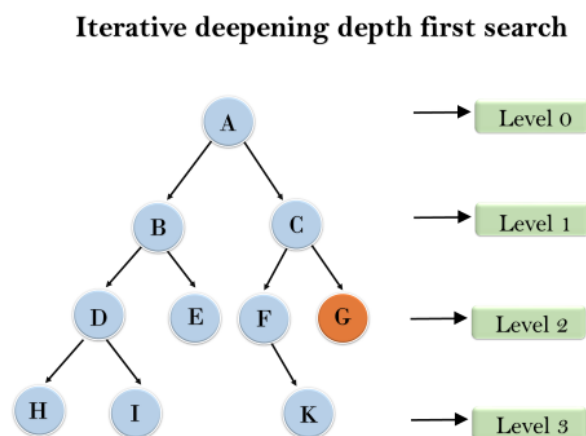 Iterative deepening depth first search
A
Level 0
B
C
Level 1
D
E
F
G
Level 2
H
I
K
Level 3